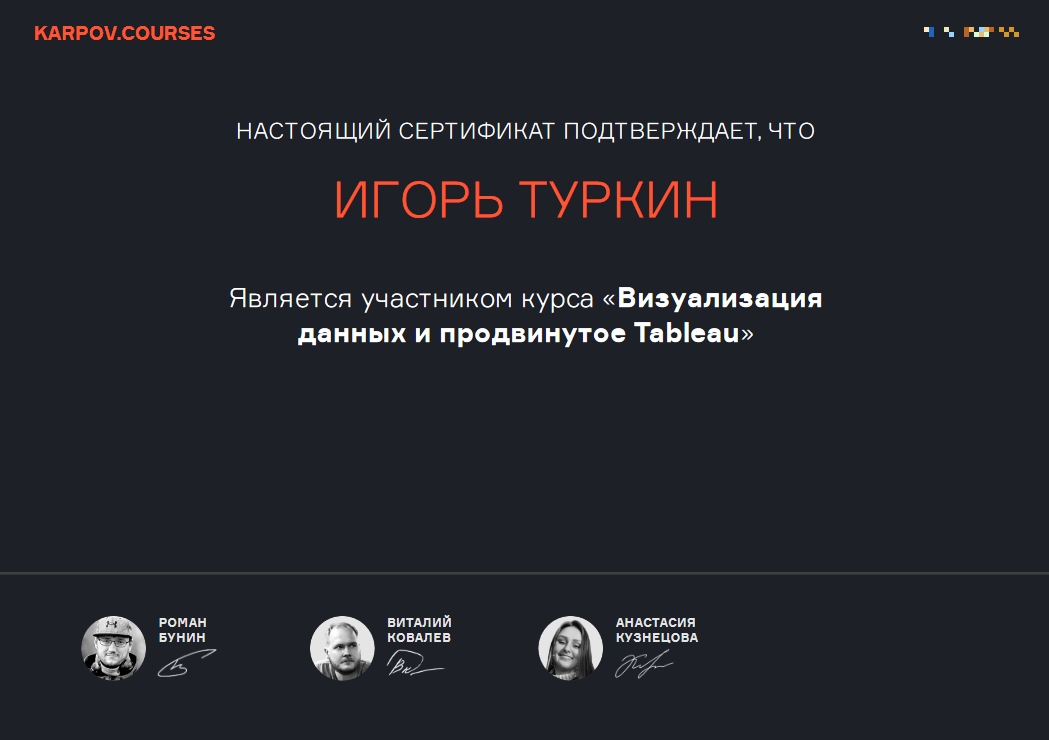 KARPOV.COURSES
НАСТОЯЩИЙ СЕРТИФИКАТ ПОДТВЕРЖДАЕТ, ЧТО
ИГОРЬ ТУРКИН
Является участником курса «Визуализация
данных и продвинутое Tableau»
РОМАН
БУНИН
ВИТАЛИЙ
КОВАЛЕВ
АНАСТАСИЯ
КУЗНЕЦОВА